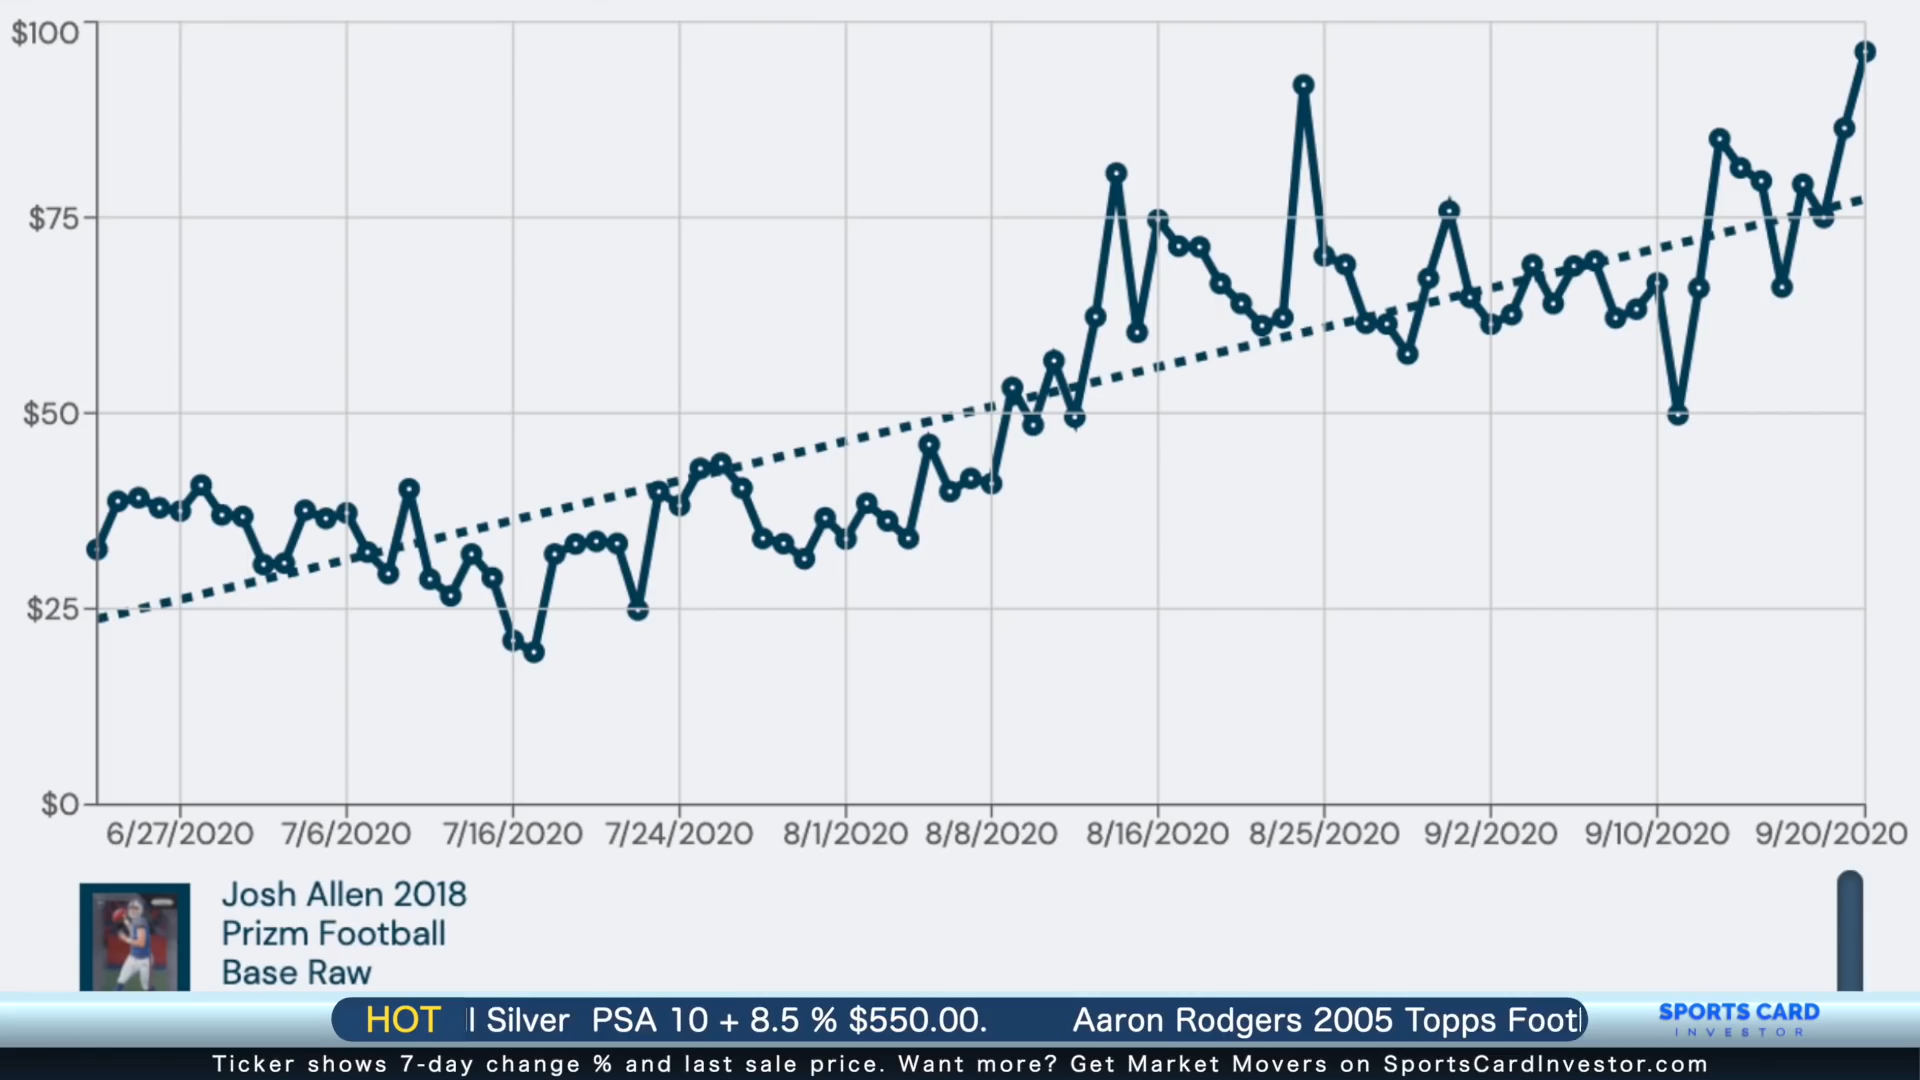 $100
$75
$50
$25
$0
6/27/2020 7/6/2020 7/16/2020 7/24/2020 8/1/2020 8/8/2020 8/16/2020 8/25/2020 9/2/2020 9/10/2020 9/20/2020
Josh Allen 2018
Prizm Football
Base Raw
HOT l Silver PSA 10 + 8.5 % $550.00. Aaron Rodgers 2005 Topps Foot
SPORTS CARD
INVESTOR
Ticker shows 7-day change % and last sale price. Want more? Get Market Movers on SportsCardInvestor.com